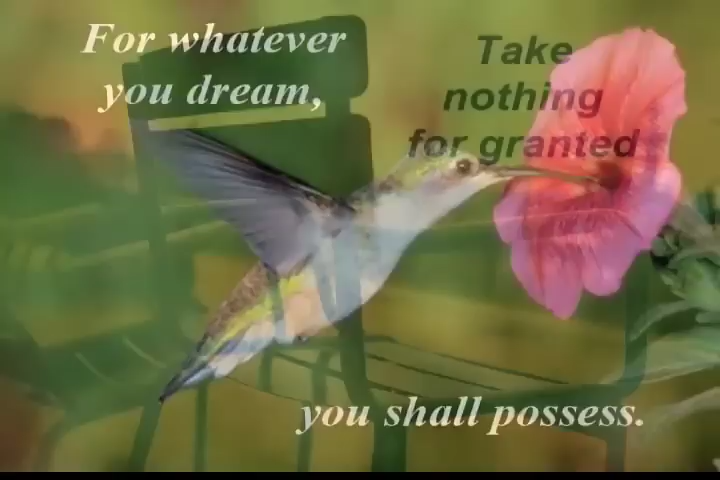 For whatever
you dream,
Take
nothing
for granted
you shall possess.